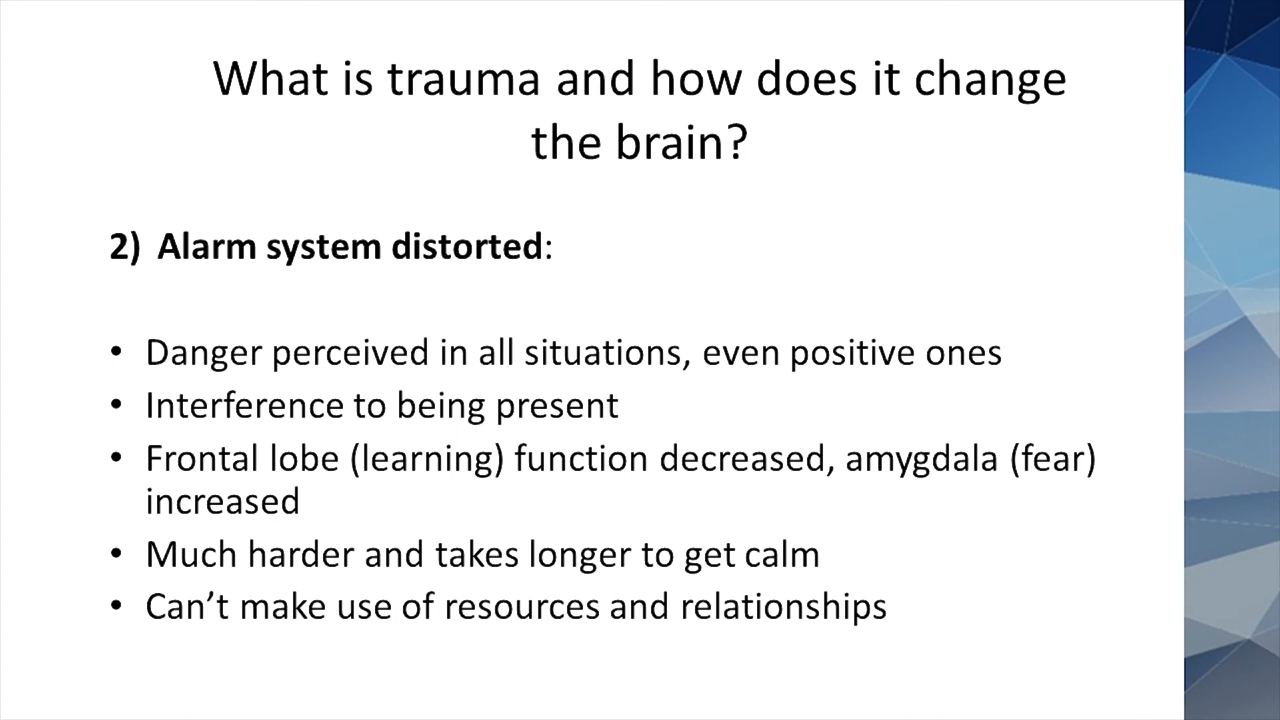 What is trauma and how does it change
the brain?
2) Alarm system distorted:
• Danger perceived in all situations, even positive ones
• Interference to being present
• Frontal lobe (learning) function decreased, amygdala (fear)
increased
• Much harder and takes longer to get calm
• Can’t make use of resources and relationships